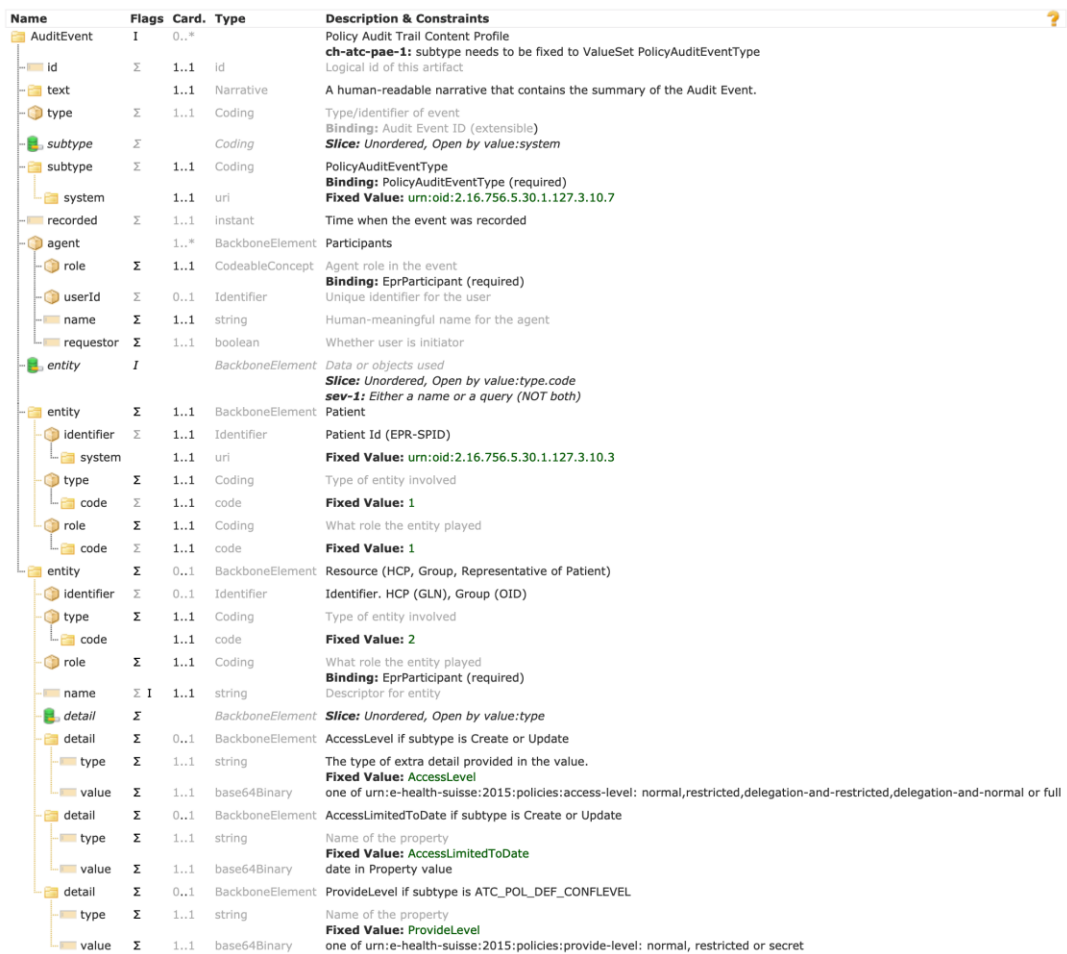 Name Flags Card. Type Description & Constraints ?
AuditEvent I 0..* Policy Audit Trail Content Profile
ch-atc-pae-1: subtype needs to be fixed to ValueSet PolicyAuditEventType
id Σ 1..1 id Logical id of this artifact
text 1..1 Narrative A human-readable narrative that contains the summary of the Audit Event.
type Σ 1..1 Coding Type/identifier of event
Binding: Audit Event ID (extensible)
subtype Σ Coding Slice: Unordered, Open by value:system
subtype Σ 1..1 Coding PolicyAuditEventType
Binding: PolicyAuditEventType (required)
system 1..1 uri Fixed Value: urn:oid:2.16.756.5.30.1.127.3.10.7
recorded Σ 1..1 instant Time when the event was recorded
agent 1..* BackboneElement Participants
role Σ 1..1 CodeableConcept Agent role in the event
Binding: EprParticipant (required)
userId Σ 0..1 Identifier Unique identifier for the user
name Σ 1..1 string Human-meaningful name for the agent
requestor Σ 1..1 boolean Whether user is initiator
entity I BackboneElement Data or objects used
Slice: Unordered, Open by value:type.code
sev-1: Either a name or a query (NOT both)
entity Σ 1..1 BackboneElement Patient
identifier Σ 1..1 Identifier Patient Id (EPR-SPID)
system 1..1 uri Fixed Value: urn:oid:2.16.756.5.30.1.127.3.10.3
type Σ 1..1 Coding Type of entity involved
code Σ 1..1 code Fixed Value: 1
role Σ 1..1 Coding What role the entity played
code Σ 1..1 code Fixed Value: 1
entity Σ 0..1 BackboneElement Resource (HCP, Group, Representative of Patient)
identifier Σ 0..1 Identifier Identifier. HCP (GLN), Group (OID)
type Σ 1..1 Coding Type of entity involved
code 1..1 code Fixed Value: 2
role Σ 1..1 Coding What role the entity played
Binding: EprParticipant (required)
name Σ I 1..1 string Descriptor for entity
detail Σ BackboneElement Slice: Unordered, Open by value:type
detail Σ 0..1 BackboneElement AccessLevel if subtype is Create or Update
type Σ 1..1 string The type of extra detail provided in the value.
Fixed Value: AccessLevel
value Σ 1..1 base64Binary one of urn:e-health-suisse:2015:policies:access-level: normal,restricted,delegation-and-restricted,delegation-and-normal or full
detail Σ 0..1 BackboneElement AccessLimitedToDate if subtype is Create or Update
type Σ 1..1 string Name of the property
Fixed Value: AccessLimitedToDate
value Σ 1..1 base64Binary date in Property value
detail Σ 0..1 BackboneElement ProvideLevel if subtype is ATC_POL_DEF_CONFLEVEL
type Σ 1..1 string Name of the property
Fixed Value: ProvideLevel
value Σ 1..1 base64Binary one of urn:e-health-suisse:2015:policies:provide-level: normal, restricted or secret